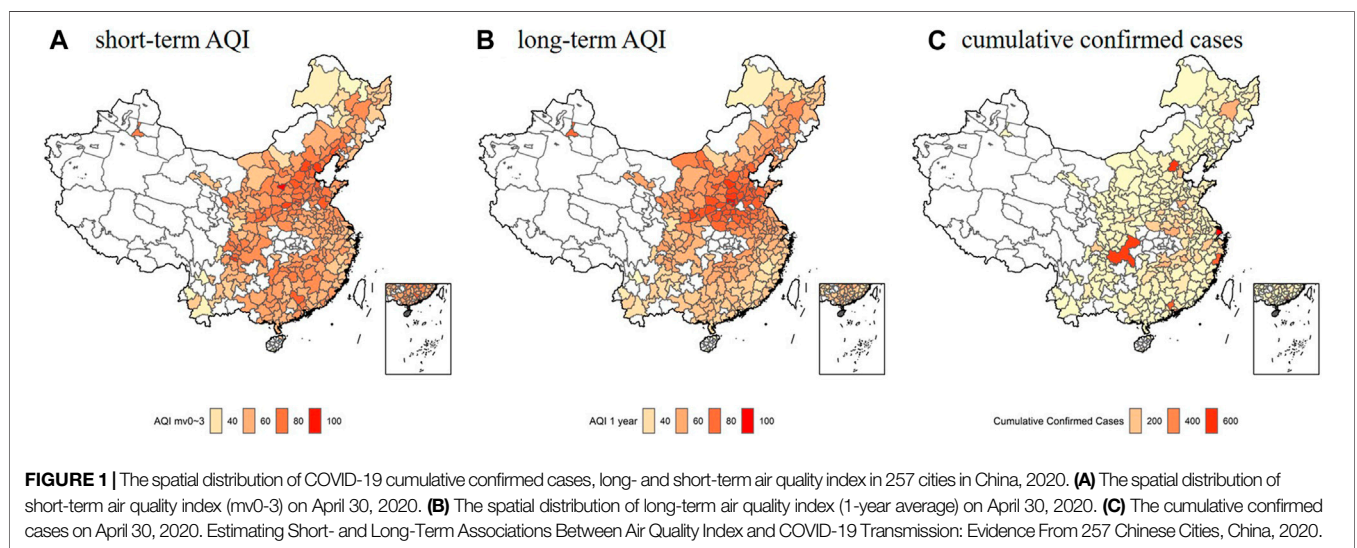 A short-term AQI
B long-term AQI
C cumulative confirmed cases
AQI mv0~3 40 60 80 100
AQI 1 year 40 60 80 100
Cumulative Confirmed Cases 200 400 600
FIGURE 1 | The spatial distribution of COVID-19 cumulative confirmed cases, long- and short-term air quality index in 257 cities in China, 2020. (A) The spatial distribution of
short-term air quality index (mv0-3) on April 30, 2020. (B) The spatial distribution of long-term air quality index (1-year average) on April 30, 2020. (C) The cumulative confirmed
cases on April 30, 2020. Estimating Short- and Long-Term Associations Between Air Quality Index and COVID-19 Transmission: Evidence From 257 Chinese Cities, China, 2020.